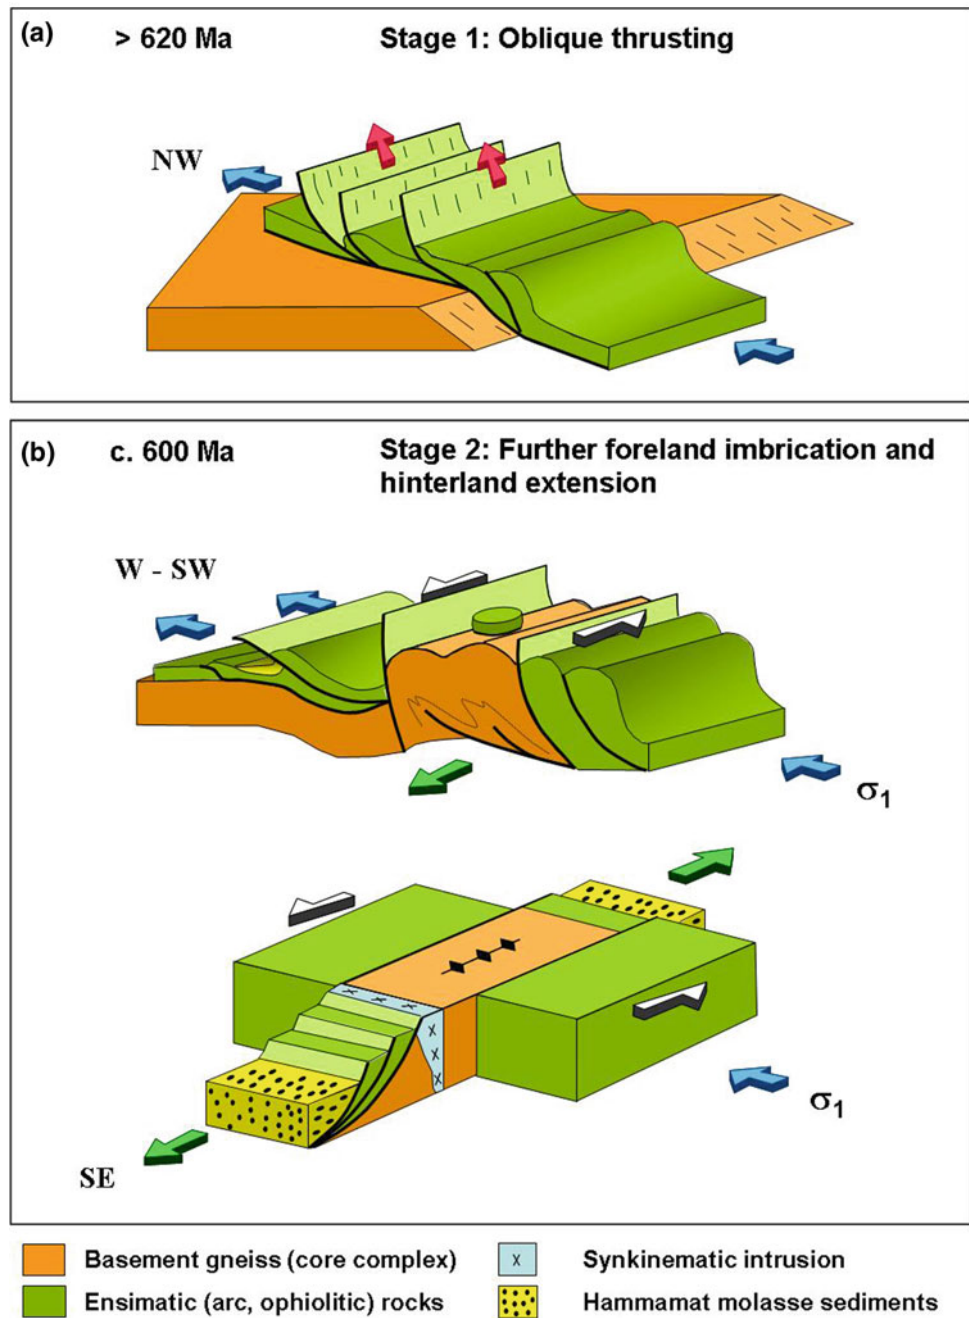 (a) > 620 Ma Stage 1: Oblique thrusting
NW
(b) c. 600 Ma Stage 2: Further foreland imbrication and
hinterland extension
W - SW
σ1
σ1
SE
Basement gneiss (core complex)
x Synkinematic intrusion
Ensimatic (arc, ophiolitic) rocks
Hammamat molasse sediments